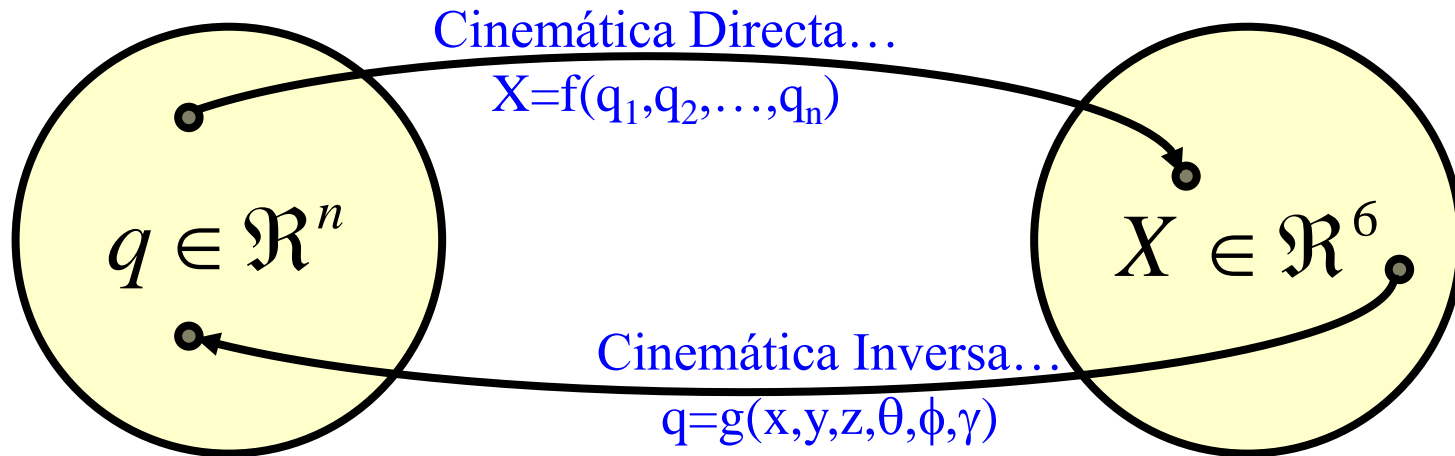 Cinemática Directa…
X=f(q₁,q₂,…,qₙ)
q ∈ ℜⁿ
X ∈ ℜ⁶
Cinemática Inversa…
q=g(x,y,z,θ,ϕ,γ)